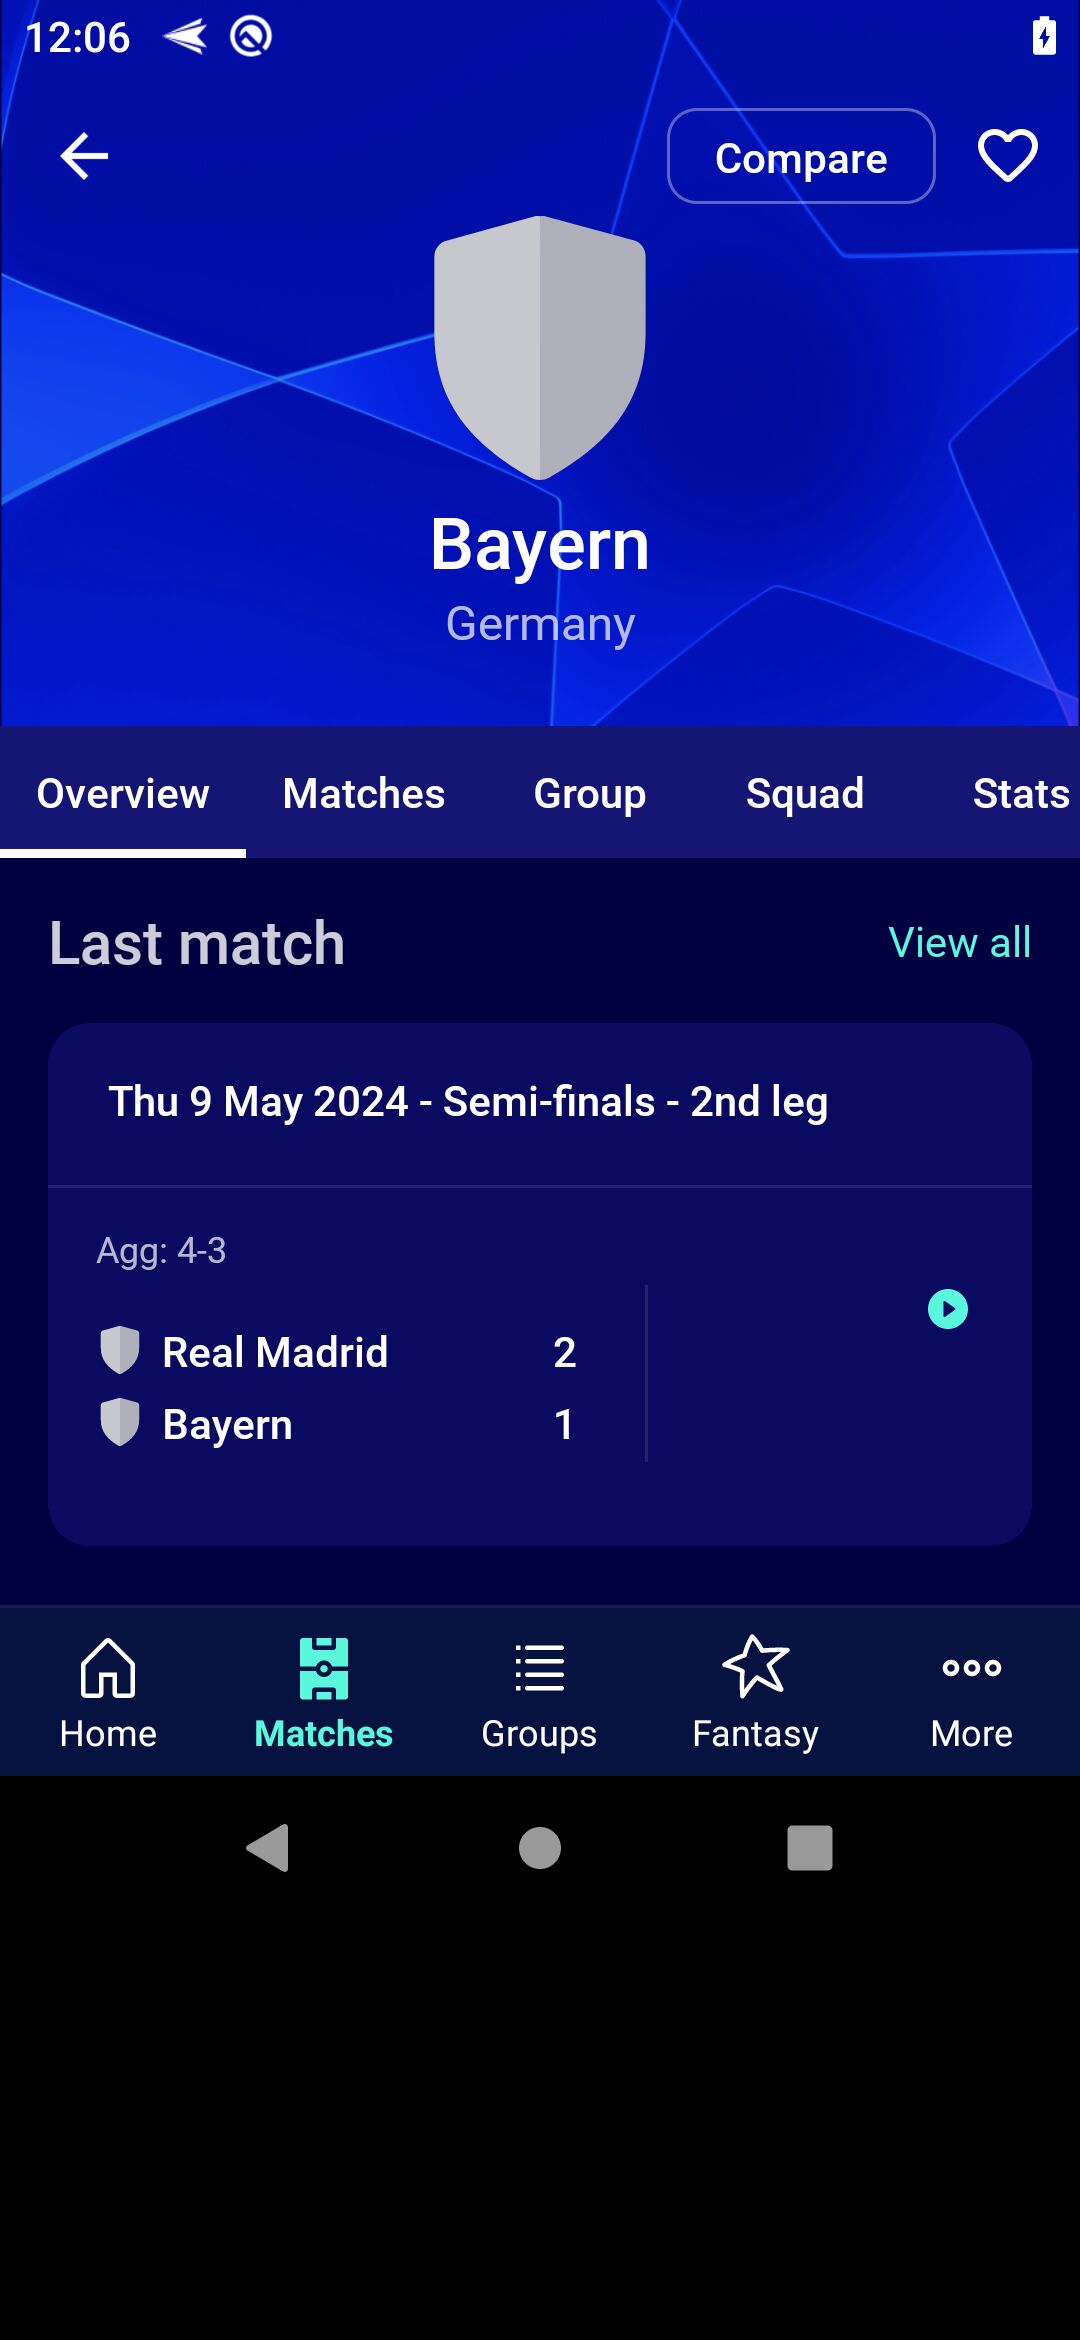 12:06
Compare
Bayern
Germany
Overview Matches Group Squad Stats
Last match View all
Thu 9 May 2024 - Semi-finals - 2nd leg
Agg: 4-3
Real Madrid 2
Bayern 1
Home Matches Groups Fantasy More